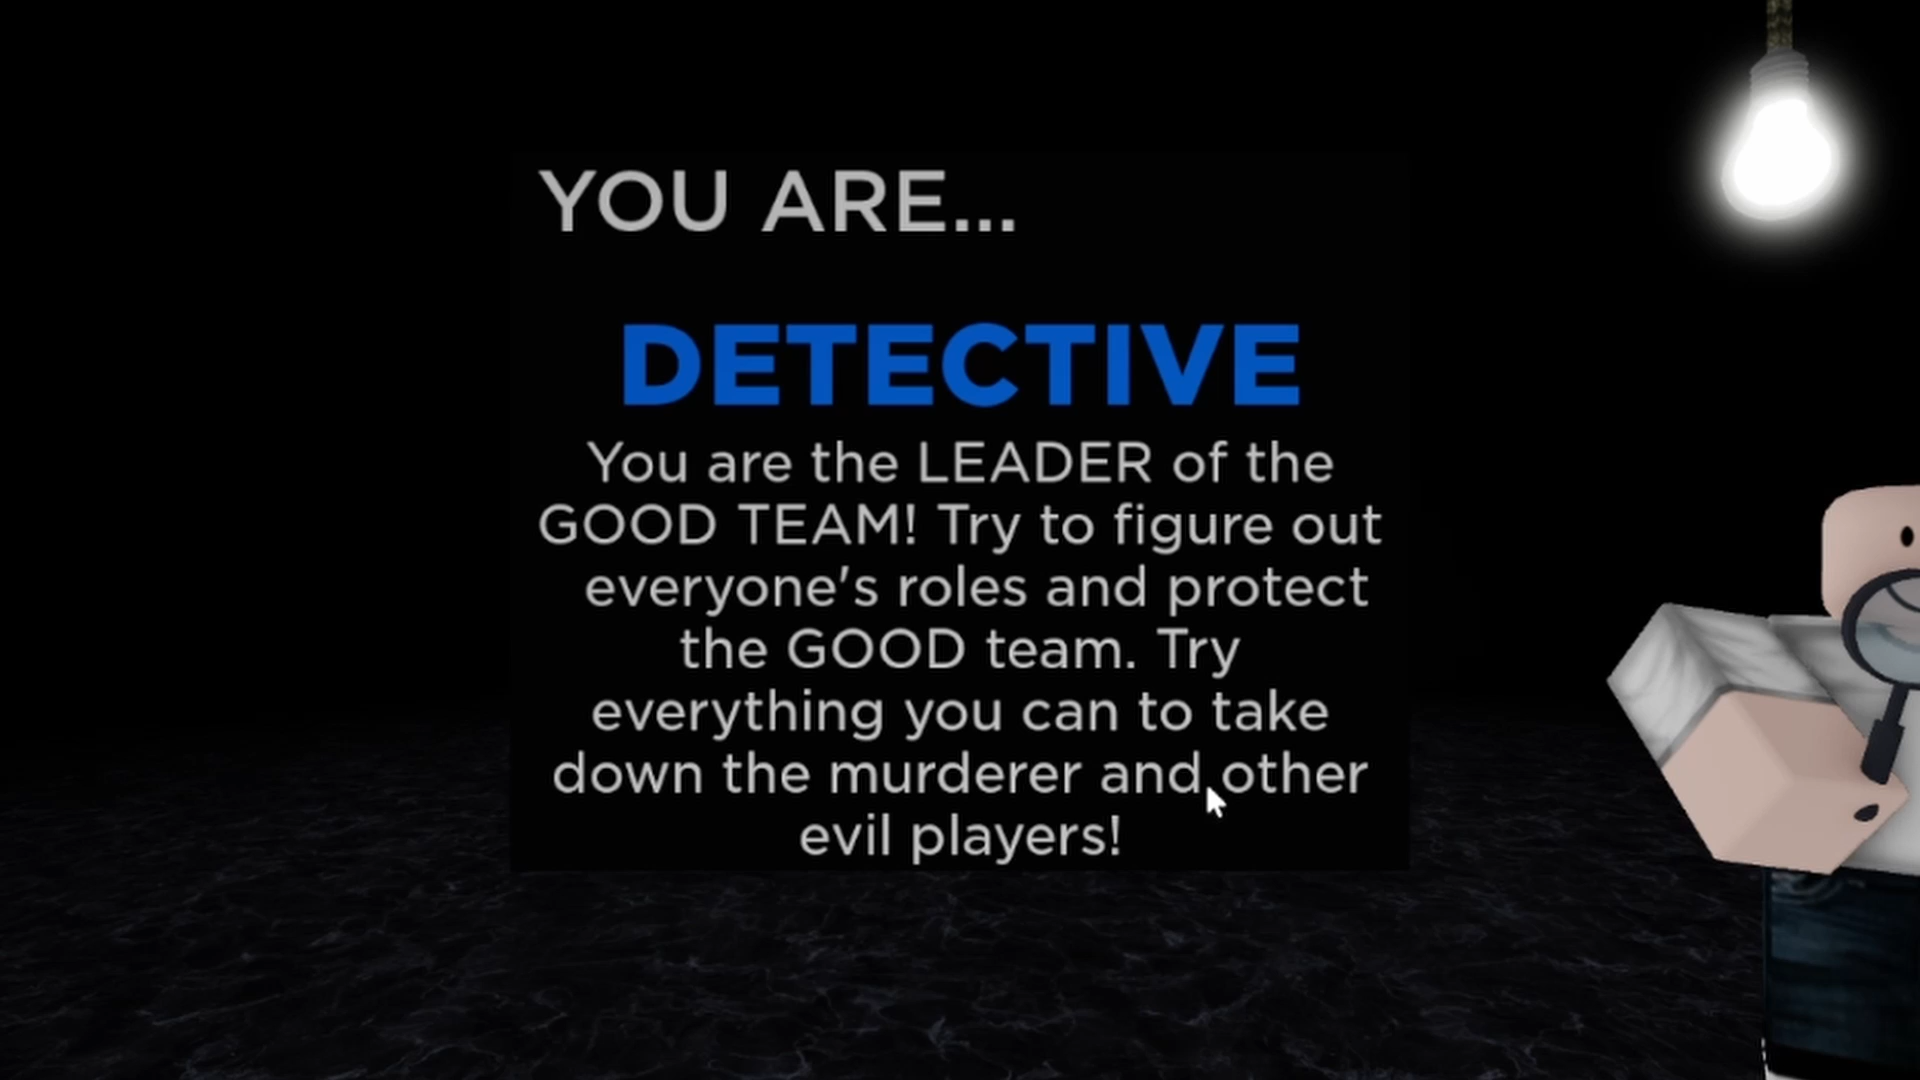 YOU ARE...
DETECTIVE
You are the LEADER of the
GOOD TEAM! Try to figure out
everyone's roles and protect
the GOOD team. Try
everything you can to take
down the murderer and other
evil players!